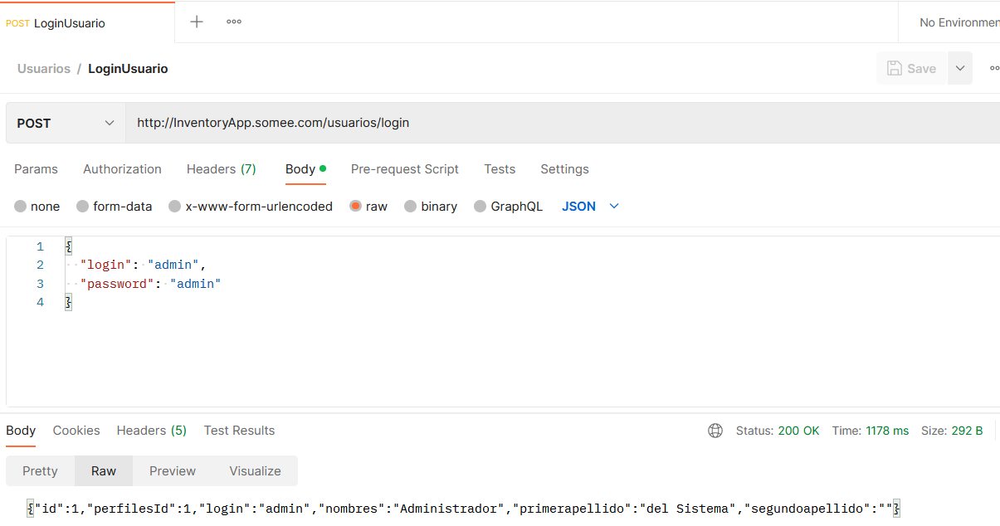 POST LoginUsuario
No Environmen
Usuarios / LoginUsuario
Save
POST http://InventoryApp.somee.com/usuarios/login
Params Authorization Headers (7) Body Pre-request Script Tests Settings
none form-data x-www-form-urlencoded raw binary GraphQL JSON
1 {
2 "login": "admin",
3 "password": "admin"
4 }
Body Cookies Headers (5) Test Results Status: 200 OK Time: 1178 ms Size: 292 B
Pretty Raw Preview Visualize
{"id":1,"perfilesId":1,"login":"admin","nombres":"Administrador","primerapellido":"del Sistema","segundoapellido":""}